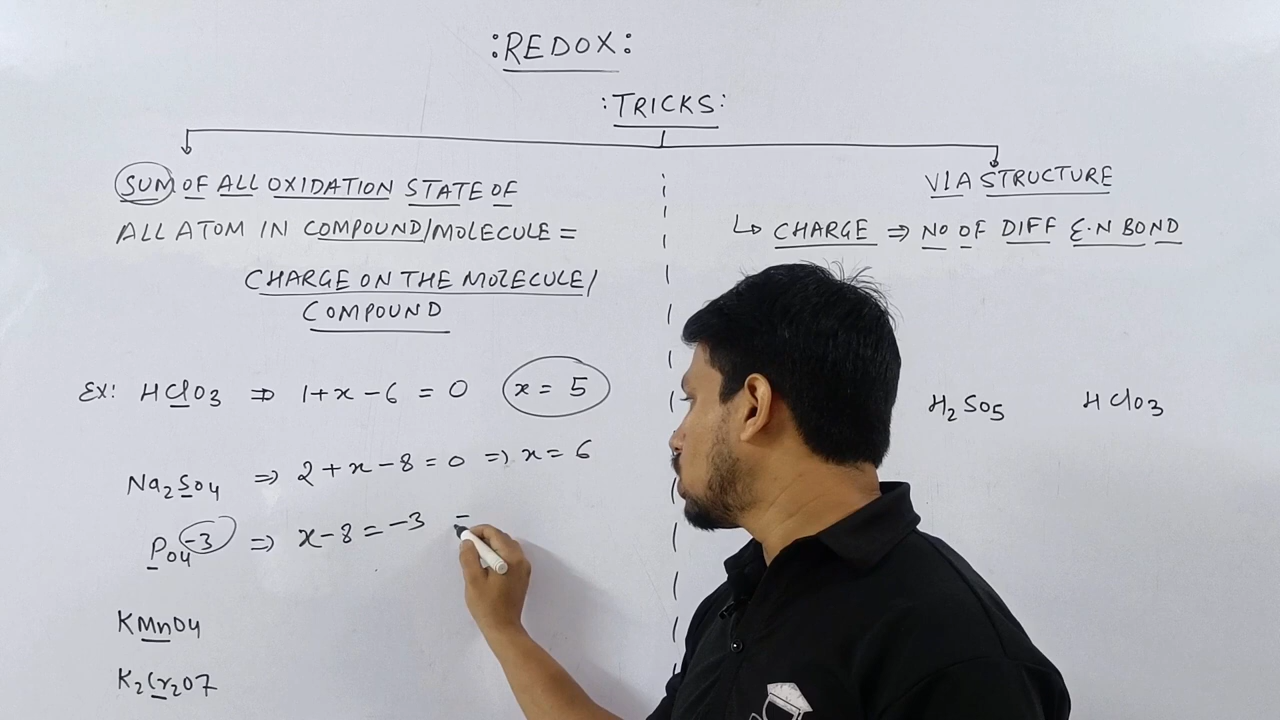 :REDOX:
:TRICKS:
SUM OF ALL OXIDATION STATE OF
ALL ATOM IN COMPOUND/MOLECULE =
CHARGE ON THE MOLECULE/
COMPOUND
EX: HClO3 ⇒ 1+x-6 = 0 x = 5
Na2SO4 ⇒ 2+x-8=0 ⇒ x = 6
PO4-3 ⇒ x-8 = -3 =
KMnO4
K2Cr2O7
VIA STRUCTURE
↳ CHARGE ⇒ NO OF DIFF E.N BOND
H2SO5 HClO3